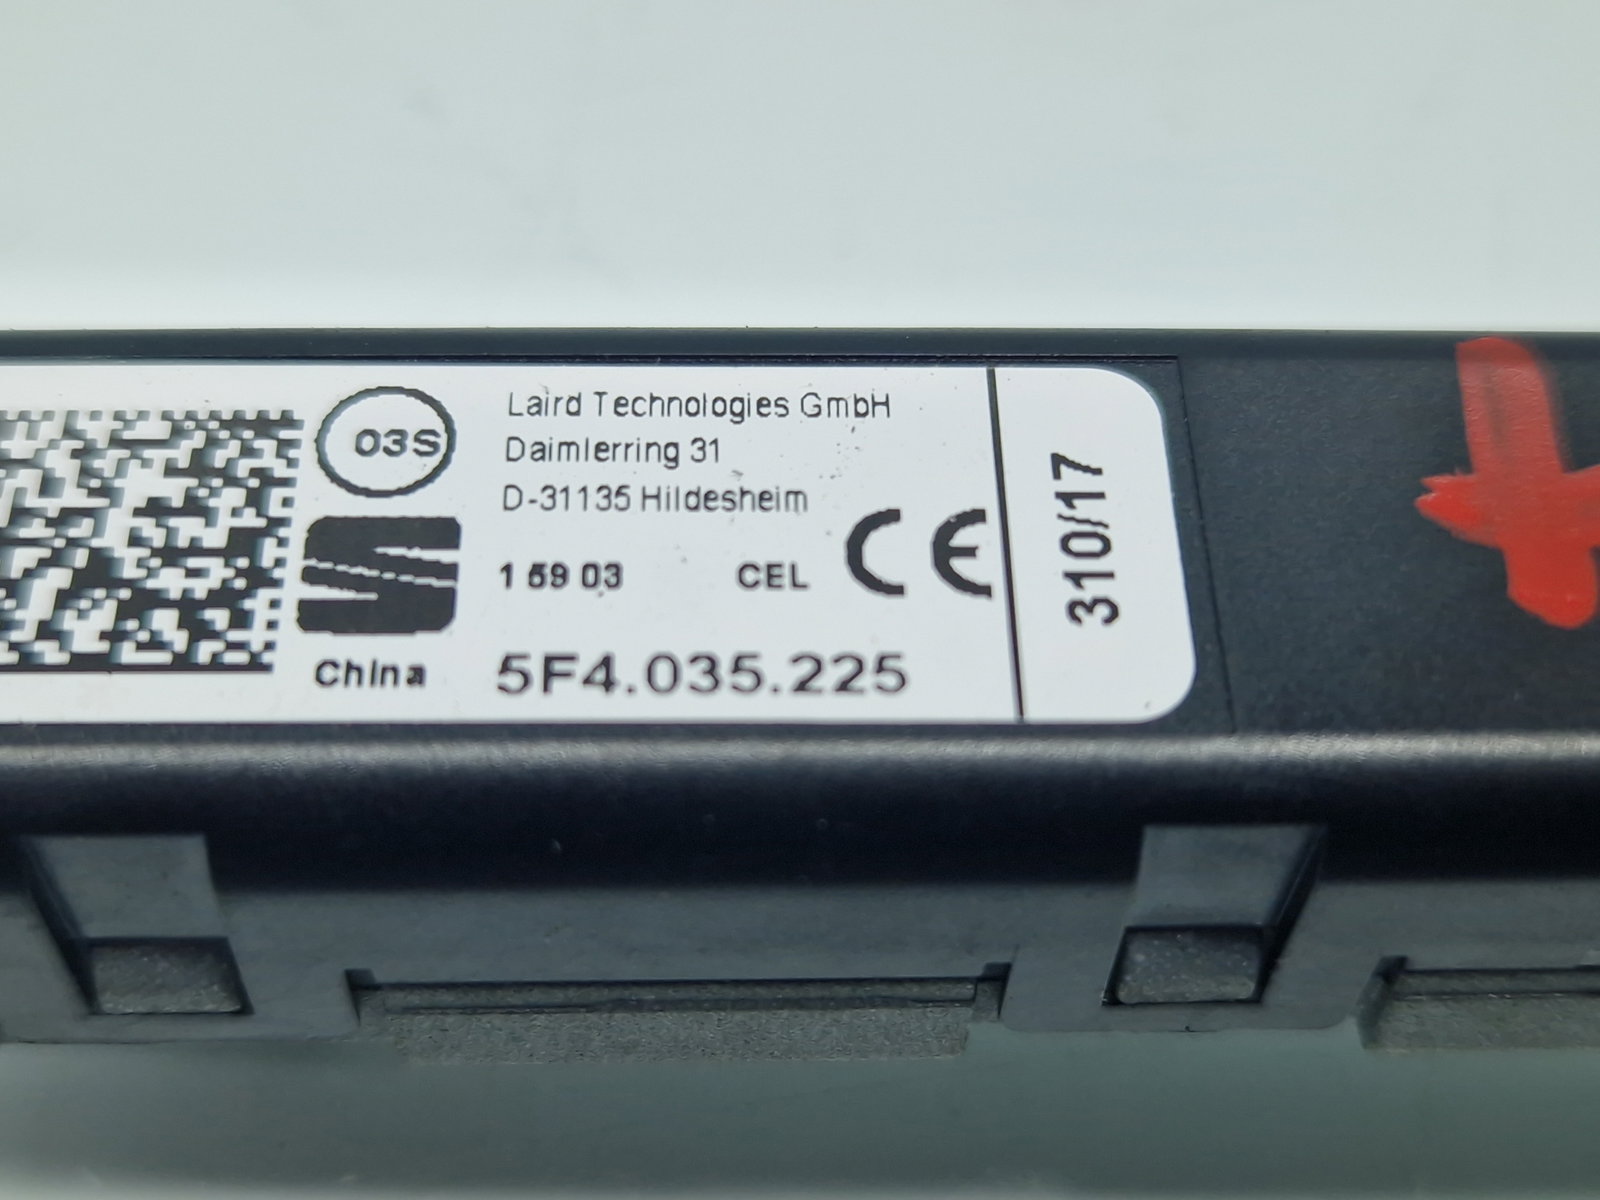 03S
Laird Technologies GmbH
Daimlerring 31
D-31135 Hildesheim
1 59 03
CEL
CE
310/17
China
5F4.035.225